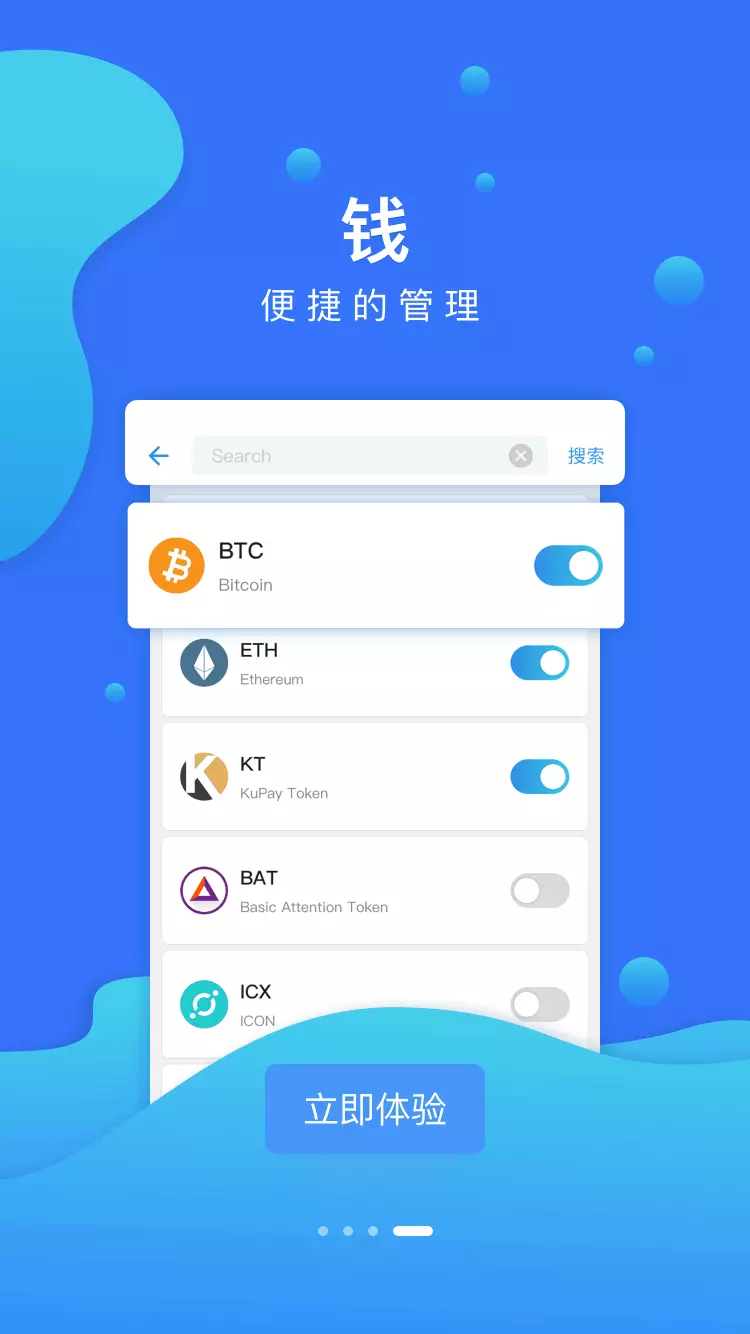 钱
便捷的管理
Search
搜索
BTC
Bitcoin
ETH
Ethereum
KT
KuPay Token
BAT
Basic Attention Token
ICX
ICON
立即体验